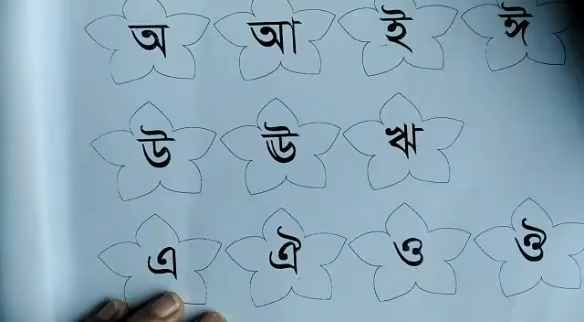 অ আ ই ঈ
উ ঊ ঋ
এ ঐ ও ঔ